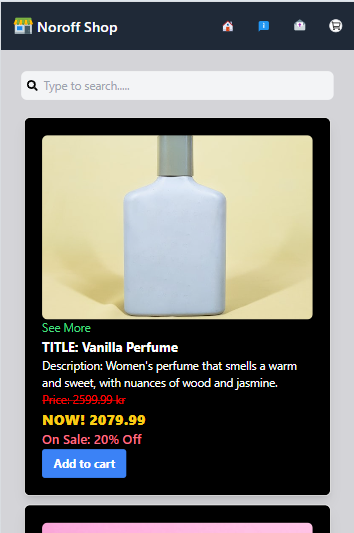 Noroff Shop
Type to search.....
See More
TITLE: Vanilla Perfume
Description: Women's perfume that smells a warm
and sweet, with nuances of wood and jasmine.
Price: 2599.99 kr
NOW! 2079.99
On Sale: 20% Off
Add to cart